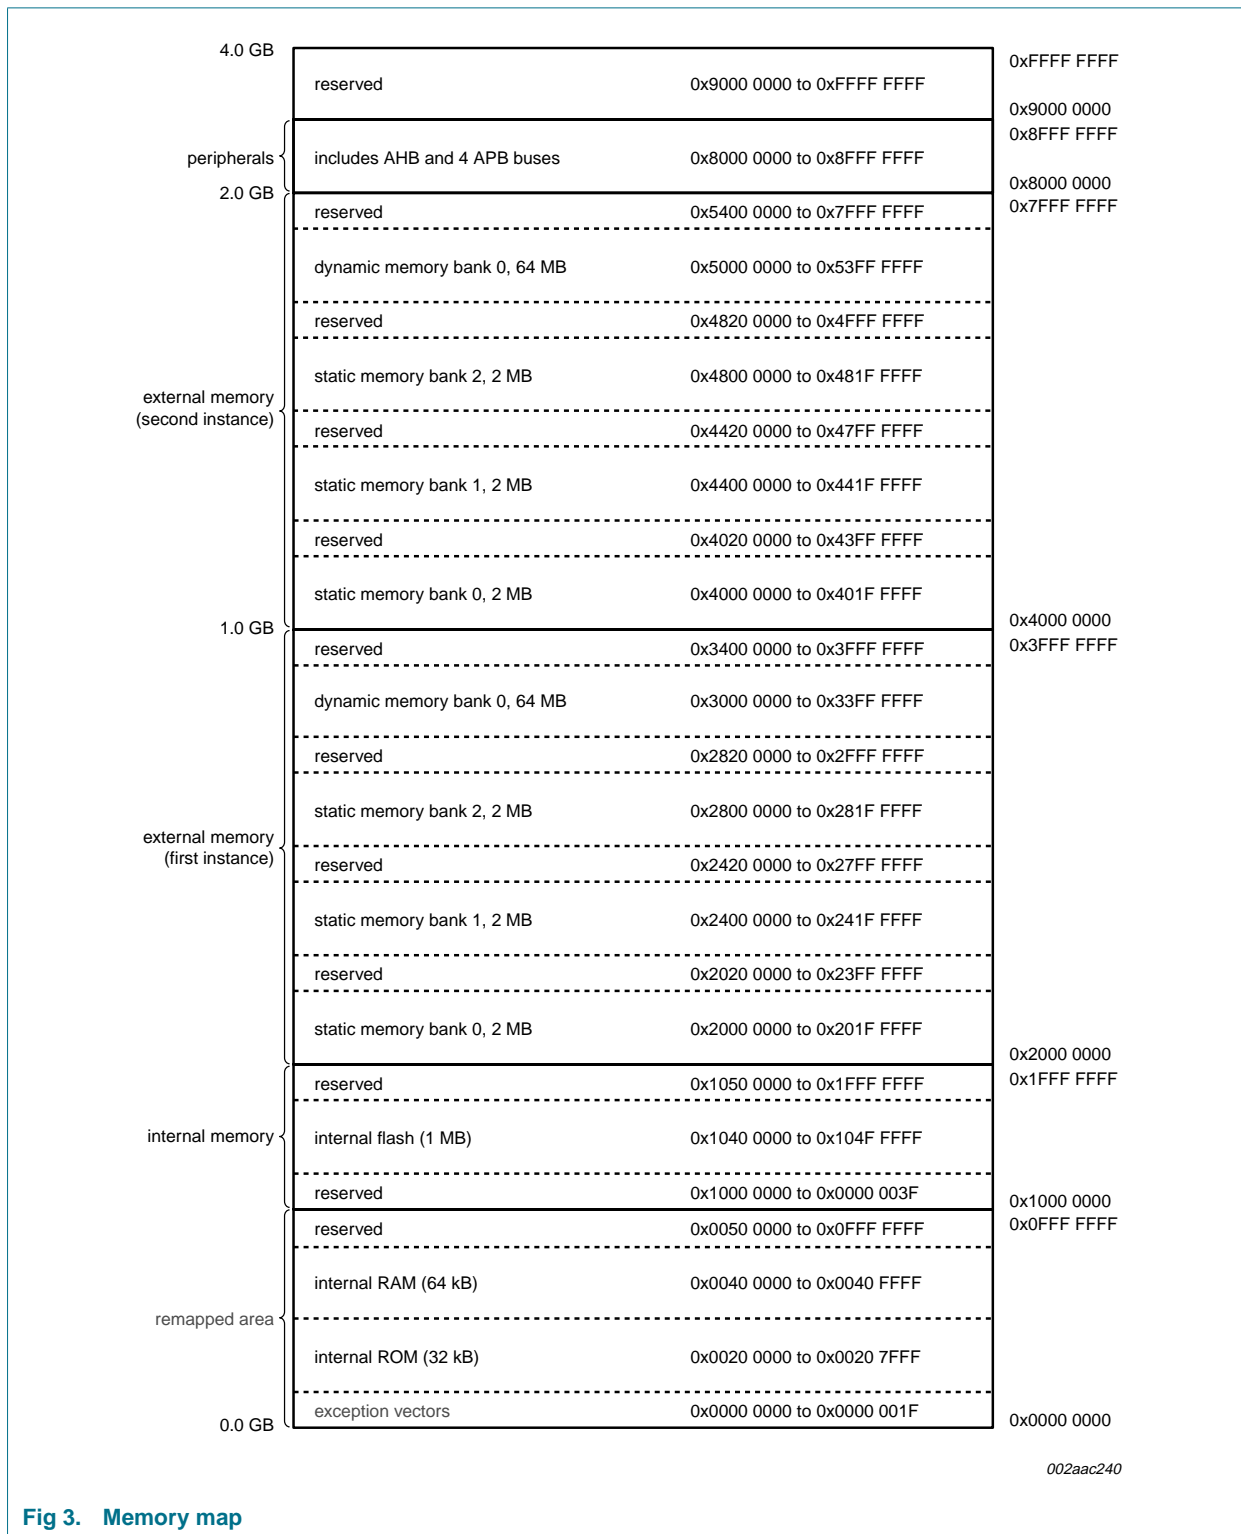 4.0 GB
0xFFFF FFFF
reserved 0x9000 0000 to 0xFFFF FFFF
0x9000 0000
0x8FFF FFFF
peripherals includes AHB and 4 APB buses 0x8000 0000 to 0x8FFF FFFF
0x8000 0000
2.0 GB
0x7FFF FFFF
reserved 0x5400 0000 to 0x7FFF FFFF
dynamic memory bank 0, 64 MB 0x5000 0000 to 0x53FF FFFF
reserved 0x4820 0000 to 0x4FFF FFFF
static memory bank 2, 2 MB 0x4800 0000 to 0x481F FFFF
external memory
(second instance)
reserved 0x4420 0000 to 0x47FF FFFF
static memory bank 1, 2 MB 0x4400 0000 to 0x441F FFFF
reserved 0x4020 0000 to 0x43FF FFFF
static memory bank 0, 2 MB 0x4000 0000 to 0x401F FFFF
0x4000 0000
1.0 GB
0x3FFF FFFF
reserved 0x3400 0000 to 0x3FFF FFFF
dynamic memory bank 0, 64 MB 0x3000 0000 to 0x33FF FFFF
reserved 0x2820 0000 to 0x2FFF FFFF
static memory bank 2, 2 MB 0x2800 0000 to 0x281F FFFF
external memory
(first instance)
reserved 0x2420 0000 to 0x27FF FFFF
static memory bank 1, 2 MB 0x2400 0000 to 0x241F FFFF
reserved 0x2020 0000 to 0x23FF FFFF
static memory bank 0, 2 MB 0x2000 0000 to 0x201F FFFF
0x2000 0000
0x1FFF FFFF
reserved 0x1050 0000 to 0x1FFF FFFF
internal memory internal flash (1 MB) 0x1040 0000 to 0x104F FFFF
reserved 0x1000 0000 to 0x0000 003F
0x1000 0000
0x0FFF FFFF
reserved 0x0050 0000 to 0x0FFF FFFF
internal RAM (64 kB) 0x0040 0000 to 0x0040 FFFF
remapped area
internal ROM (32 kB) 0x0020 0000 to 0x0020 7FFF
exception vectors 0x0000 0000 to 0x0000 001F
0.0 GB
0x0000 0000
002aac240
Fig 3. Memory map